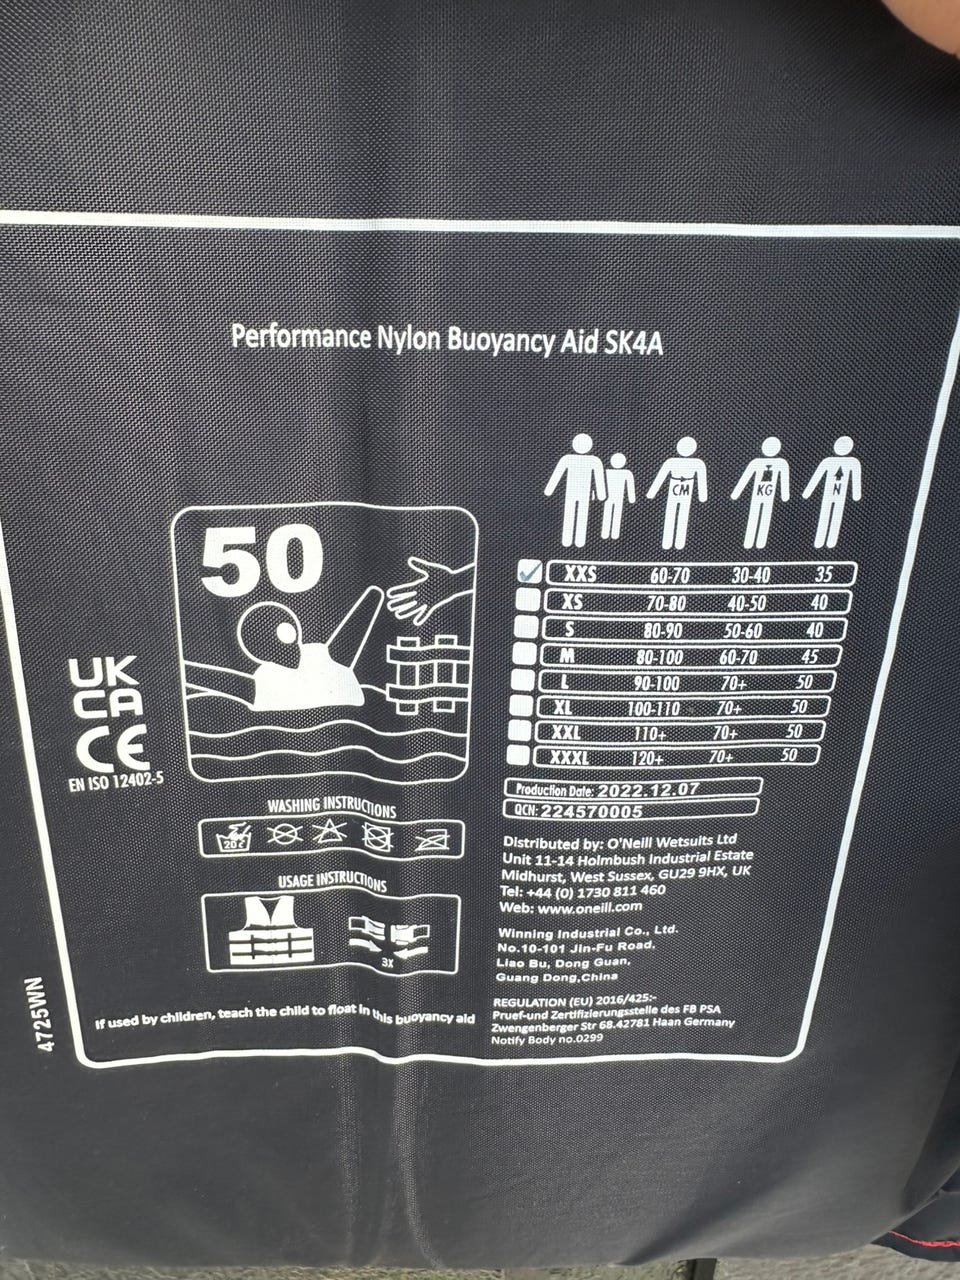 Performance Nylon Buoyancy Aid SK4A
CM KG N
50
XXS 60-70 30-40 35
XS 70-80 40-50 40
S 80-90 50-60 40
M 80-100 60-70 45
L 90-100 70+ 50
XL 100-110 70+ 50
XXL 110+ 70+ 50
XXXL 120+ 70+ 50
UK
CA
CE
EN ISO 12402-5
WASHING INSTRUCTIONS
20 c
USAGE INSTRUCTIONS
3X
If used by children, teach the child to float in this buoyancy aid
Production Date: 2022.12.07
QCN: 224570005
Distributed by: O'Neill Wetsuits Ltd
Unit 11-14 Holmbush Industrial Estate
Midhurst, West Sussex, GU29 9HX, UK
Tel: +44 (0) 1730 811 460
Web: www.oneill.com
Winning Industrial Co., Ltd.
No.10-101 Jin-Fu Road.
Liao Bu, Dong Guan,
Guang Dong,China
REGULATION (EU) 2016/425:-
Pruef-und Zertifizierungsstelle des FB PSA
Zwengenberger Str 68.42781 Haan Germany
Notify Body no.0299
4725WN